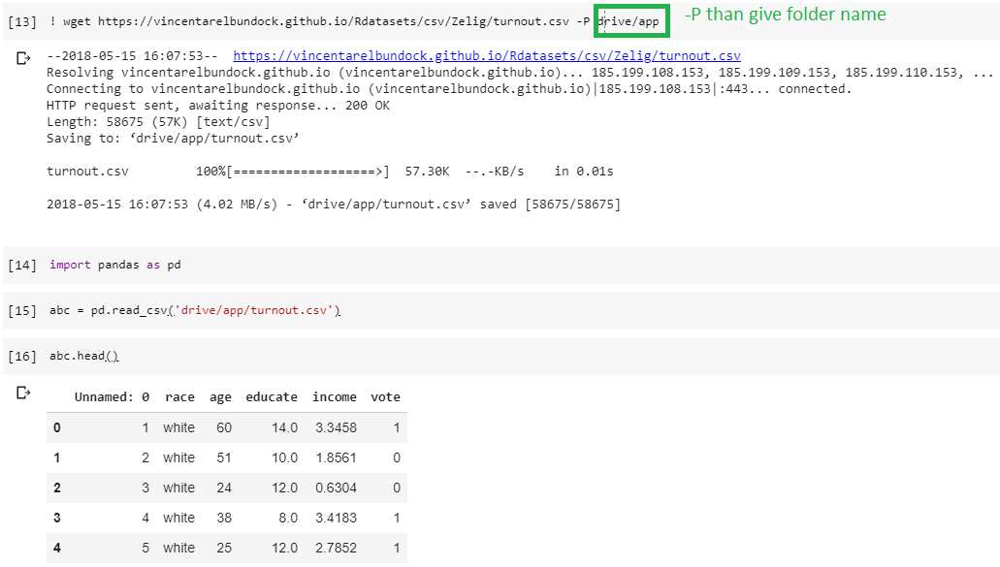 [13] ! wget https://vincentarelbundock.github.io/Rdatasets/csv/Zelig/turnout.csv -P drive/app -P than give folder name
--2018-05-15 16:07:53-- https://vincentarelbundock.github.io/Rdatasets/csv/Zelig/turnout.csv
Resolving vincentarelbundock.github.io (vincentarelbundock.github.io)... 185.199.108.153, 185.199.109.153, 185.199.110.153, ...
Connecting to vincentarelbundock.github.io (vincentarelbundock.github.io)|185.199.108.153|:443... connected.
HTTP request sent, awaiting response... 200 OK
Length: 58675 (57K) [text/csv]
Saving to: ‘drive/app/turnout.csv’
turnout.csv 100%[===================>] 57.30K --.-KB/s in 0.01s
2018-05-15 16:07:53 (4.02 MB/s) - ‘drive/app/turnout.csv’ saved [58675/58675]
[14] import pandas as pd
[15] abc = pd.read_csv('drive/app/turnout.csv')
[16] abc.head()
Unnamed: 0 race age educate income vote
0 1 white 60 14.0 3.3458 1
1 2 white 51 10.0 1.8561 0
2 3 white 24 12.0 0.6304 0
3 4 white 38 8.0 3.4183 1
4 5 white 25 12.0 2.7852 1